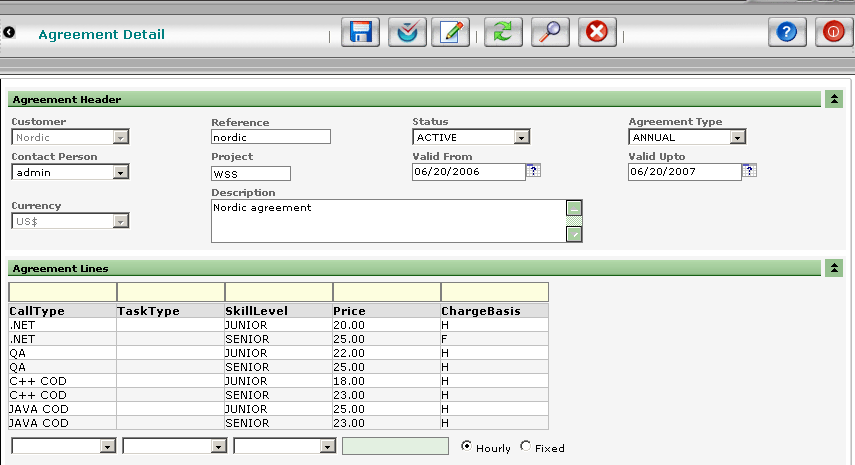 Agreement Detail
Agreement Header
Customer Reference Status Agreement Type
Nordic nordic ACTIVE ANNUAL
Contact Person Project Valid From Valid Upto
admin WSS 06/20/2006 06/20/2007
Currency Description
US$ Nordic agreement
Agreement Lines
CallType TaskType SkillLevel Price ChargeBasis
.NET JUNIOR 20.00 H
.NET SENIOR 25.00 F
QA JUNIOR 22.00 H
QA SENIOR 25.00 H
C++ COD JUNIOR 18.00 H
C++ COD SENIOR 23.00 H
JAVA COD JUNIOR 25.00 H
JAVA COD SENIOR 23.00 H
Hourly Fixed